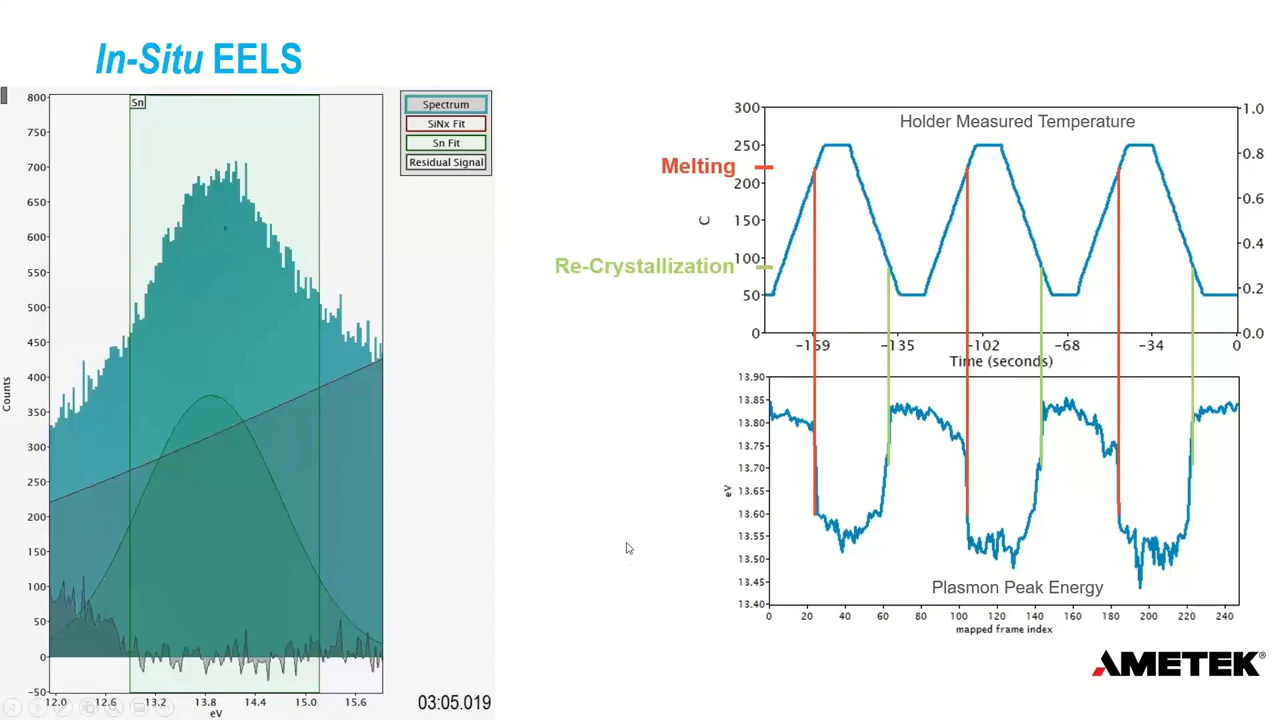 In-Situ EELS
Sn
Spectrum
SiNx Fit
Sn Fit
Residual Signal
800
750
700
650
600
550
500
450
400
350
300
250
200
150
100
50
0
-50
Counts
12.0 12.6 13.2 13.8 14.4 15.0 15.6
eV
03:05.019
Holder Measured Temperature
Melting
Re-Crystallization
C
300
250
200
150
100
50
0
1.0
0.8
0.6
0.4
0.2
0.0
-169 -135 -102 -68 -34 0
Time (seconds)
13.90
13.85
13.80
13.70
13.60
13.50
13.45
13.40
eV
Plasmon Peak Energy
0 20 40 60 80 100 120 140 160 180 200 220 240
mapped frame index
AMETEK®